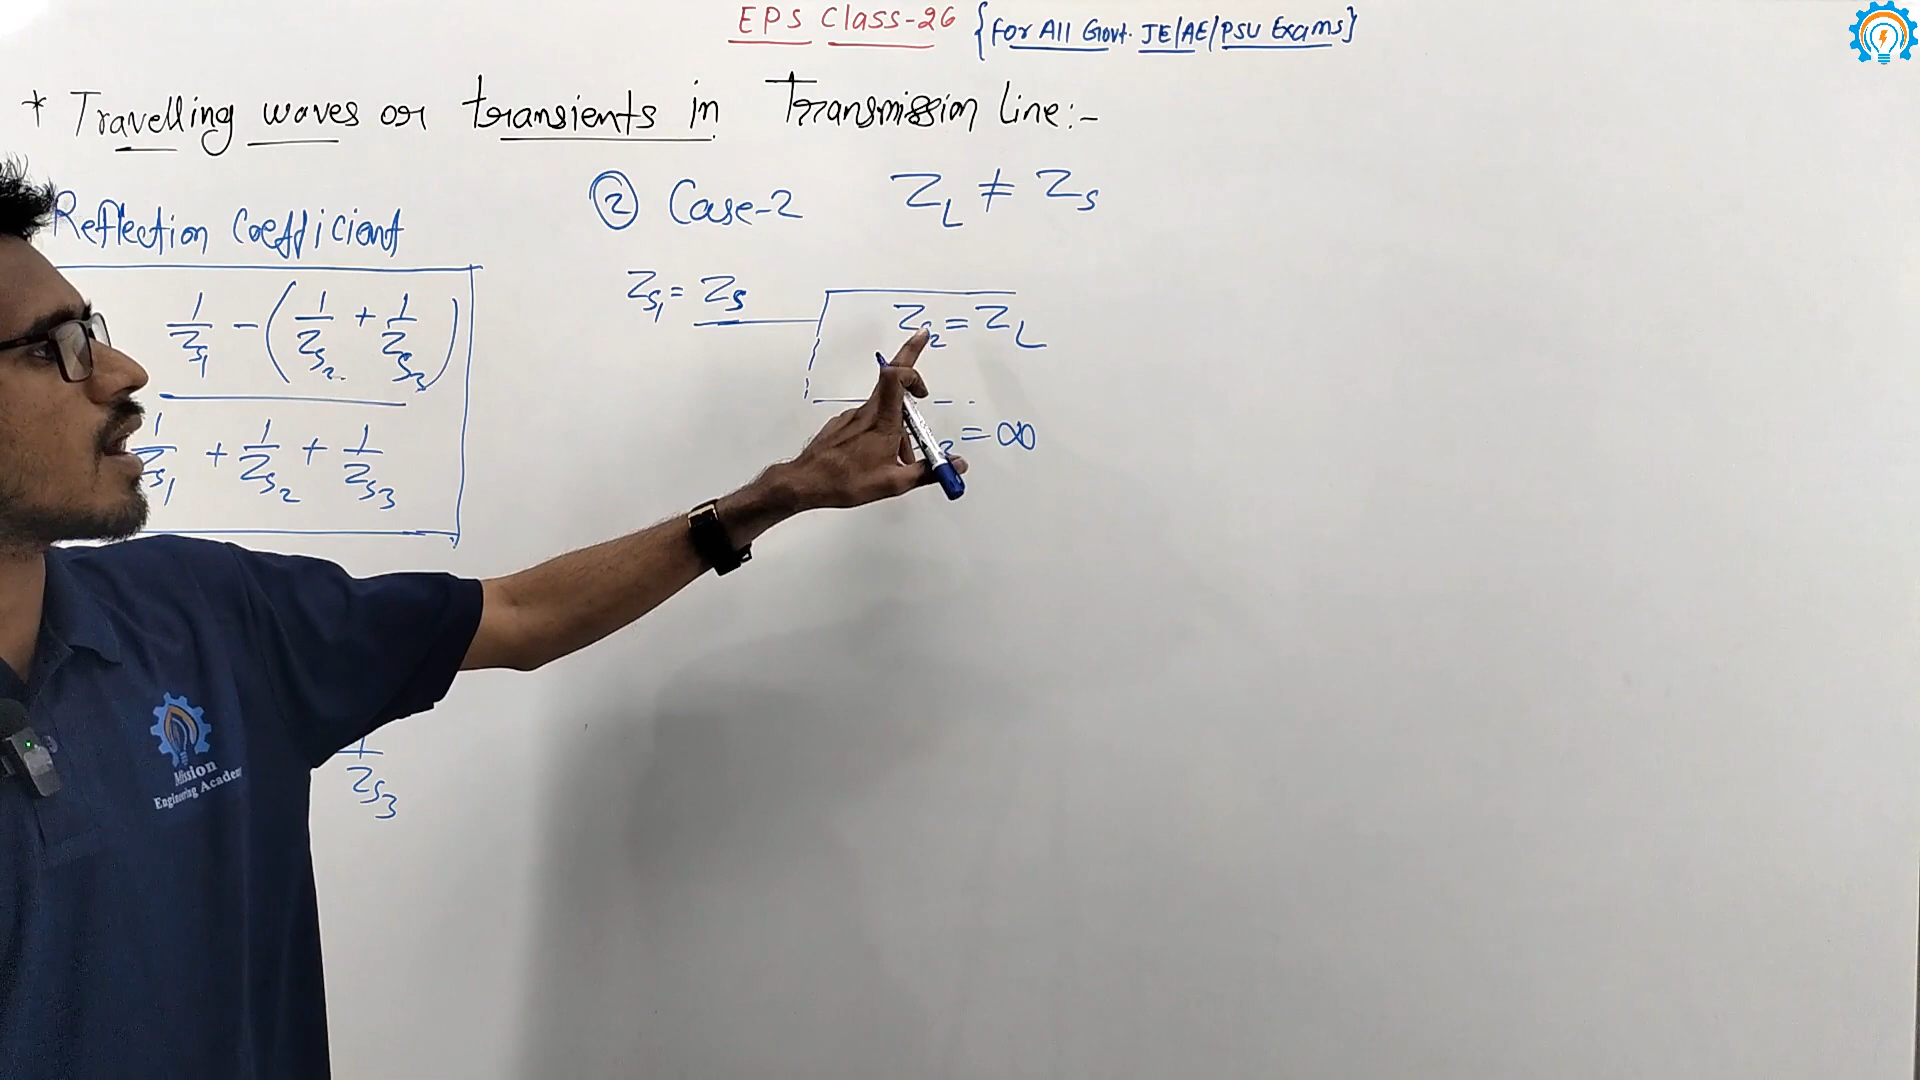 EPS Class-26 {For All Govt. JE/AE/PSU Exams}
* Travelling waves or transients in Transmission Line:-
Reflection Coefficient
1/Zs1 - (1/Zs2 + 1/Zs3)
1/Zs1 + 1/Zs2 + 1/Zs3
② Case-2 ZL ≠ Zs
Zs1 = Zs
Zs2 = ZL
3 = ∞
1/Zs3
Mission
Engineering Academy